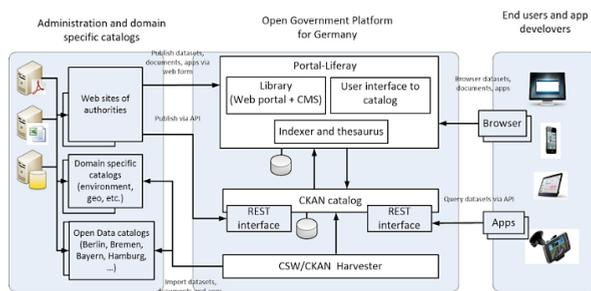 Administration and domain
specific catalogs
Open Government Platform
for Germany
End users and app
develovers
Publish datasets,
documents, apps via
web form
Portal-Liferay
Library
(Web portal + CMS)
User interface to
catalog
Indexer and thesaurus
Browser datasets,
documents, apps
Web sites of
authorities
Publish via API
Browser
Domain specific
catalogs
(environment,
geo, etc.)
CKAN catalog
REST
interface
REST
interface
Query datasets via API
Apps
Open Data catalogs
(Berlin, Bremen,
Bayern, Hamburg,
...)
CSW/CKAN Harvester
Import datasets,